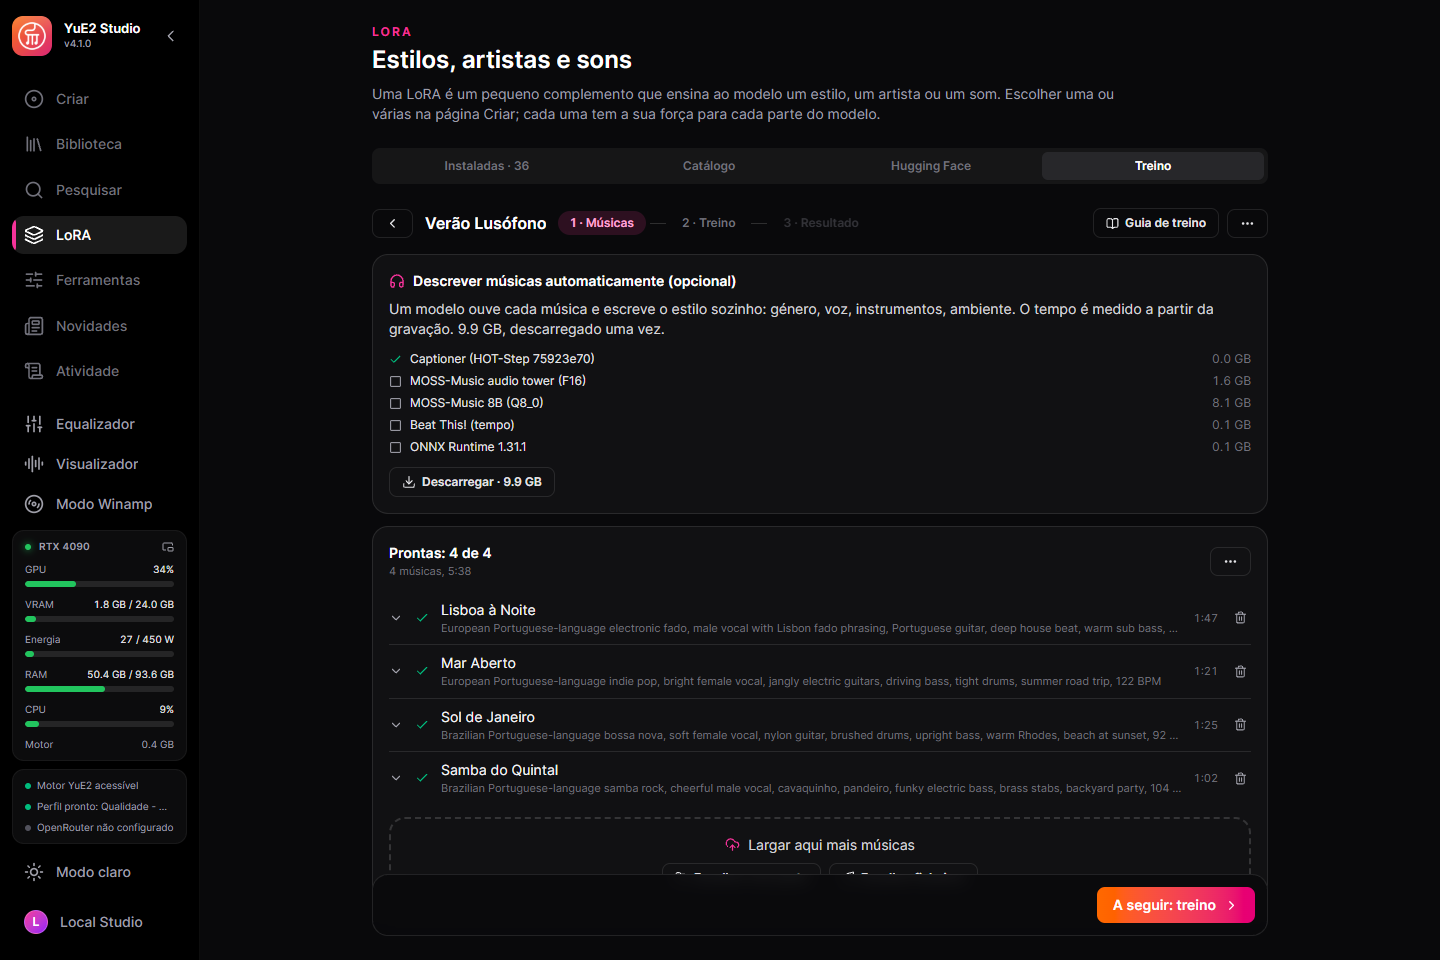 YuE2 Studio
v4.1.0
Criar
Biblioteca
Pesquisar
LoRA
Ferramentas
Novidades
Atividade
Equalizador
Visualizador
Modo Winamp
RTX 4090
GPU 34%
VRAM 1.8 GB / 24.0 GB
Energia 27 / 450 W
RAM 50.4 GB / 93.6 GB
CPU 9%
Motor 0.4 GB
Motor YuE2 acessível
Perfil pronto: Qualidade - ...
OpenRouter não configurado
Modo claro
L Local Studio
LORA
Estilos, artistas e sons
Uma LoRA é um pequeno complemento que ensina ao modelo um estilo, um artista ou um som. Escolher uma ou
várias na página Criar; cada uma tem a sua força para cada parte do modelo.
Instaladas · 36 Catálogo Hugging Face Treino
Verão Lusófono 1 · Músicas 2 · Treino 3 · Resultado Guia de treino
Descrever músicas automaticamente (opcional)
Um modelo ouve cada música e escreve o estilo sozinho: género, voz, instrumentos, ambiente. O tempo é medido a partir da
gravação. 9.9 GB, descarregado uma vez.
Captioner (HOT-Step 75923e70) 0.0 GB
MOSS-Music audio tower (F16) 1.6 GB
MOSS-Music 8B (Q8_0) 8.1 GB
Beat This! (tempo) 0.1 GB
ONNX Runtime 1.31.1 0.1 GB
Descarregar · 9.9 GB
Prontas: 4 de 4
4 músicas, 5:38
Lisboa à Noite
European Portuguese-language electronic fado, male vocal with Lisbon fado phrasing, Portuguese guitar, deep house beat, warm sub bass, ... 1:47
Mar Aberto
European Portuguese-language indie pop, bright female vocal, jangly electric guitars, driving bass, tight drums, summer road trip, 122 BPM 1:21
Sol de Janeiro
Brazilian Portuguese-language bossa nova, soft female vocal, nylon guitar, brushed drums, upright bass, warm Rhodes, beach at sunset, 92 ... 1:25
Samba do Quintal
Brazilian Portuguese-language samba rock, cheerful male vocal, cavaquinho, pandeiro, funky electric bass, brass stabs, backyard party, 104 ... 1:02
Largar aqui mais músicas
A seguir: treino